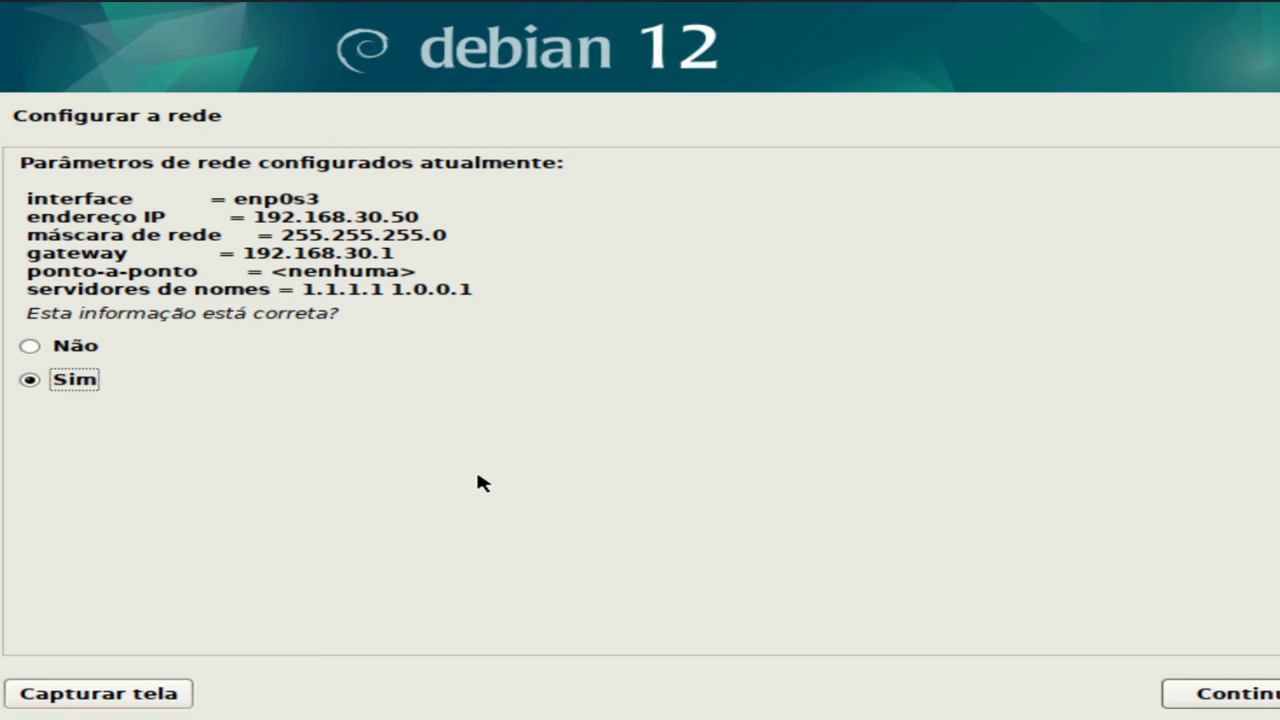 debian 12
Configurar a rede
Parâmetros de rede configurados atualmente:
interface = enp0s3
endereço IP = 192.168.30.50
máscara de rede = 255.255.255.0
gateway = 192.168.30.1
ponto-a-ponto = <nenhuma>
servidores de nomes = 1.1.1.1 1.0.0.1
Esta informação está correta?
Não
Sim
Capturar tela
Continu